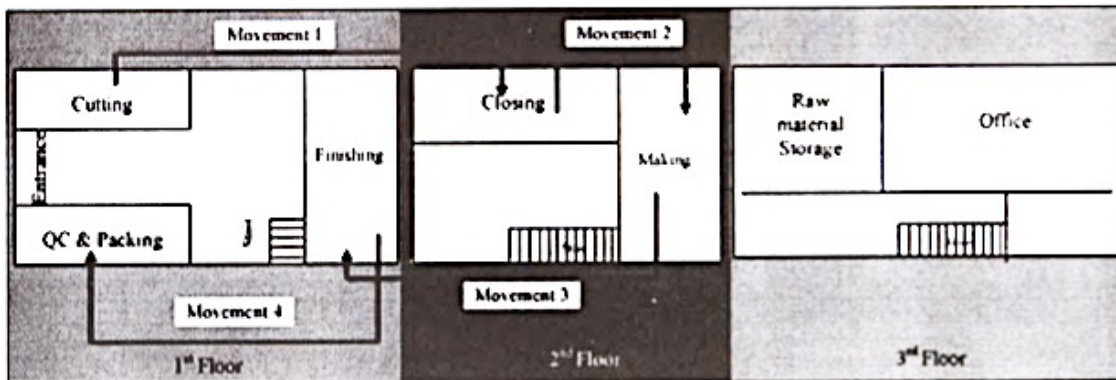 Movement 1
Movement 2
Cutting
Entrance
QC & Packing
Finishing
Closing
Making
Raw
material
Storage
Office
Movement 4
Movement 3
1st Floor
2nd Floor
3rd Floor